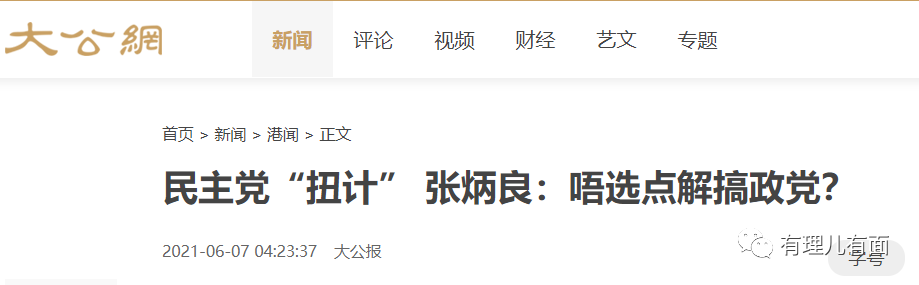 大公網 新闻 评论 视频 财经 艺文 专题
首页 > 新闻 > 港闻 > 正文
民主党“扭计” 张炳良：唔选点解搞政党？
2021-06-07 04:23:37 大公报
有理儿有面
字号